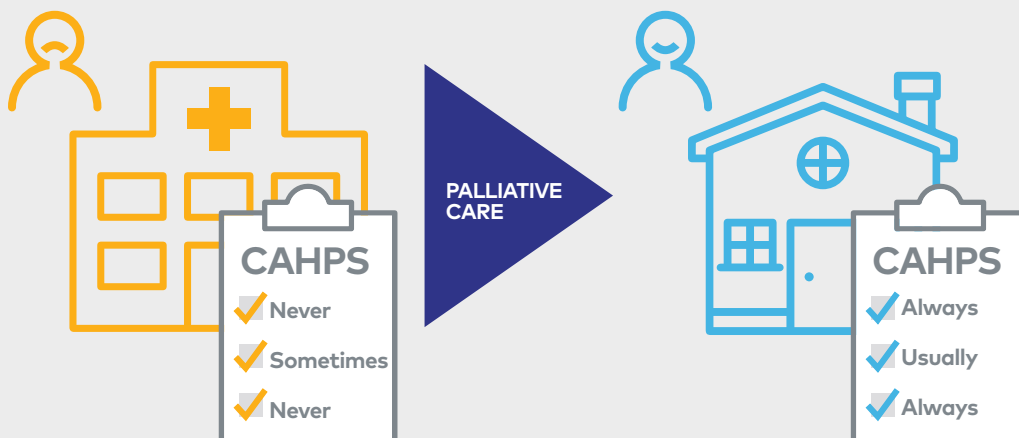 PALLIATIVE
CARE
CAHPS
Never
Sometimes
Never
CAHPS
Always
Usually
Always